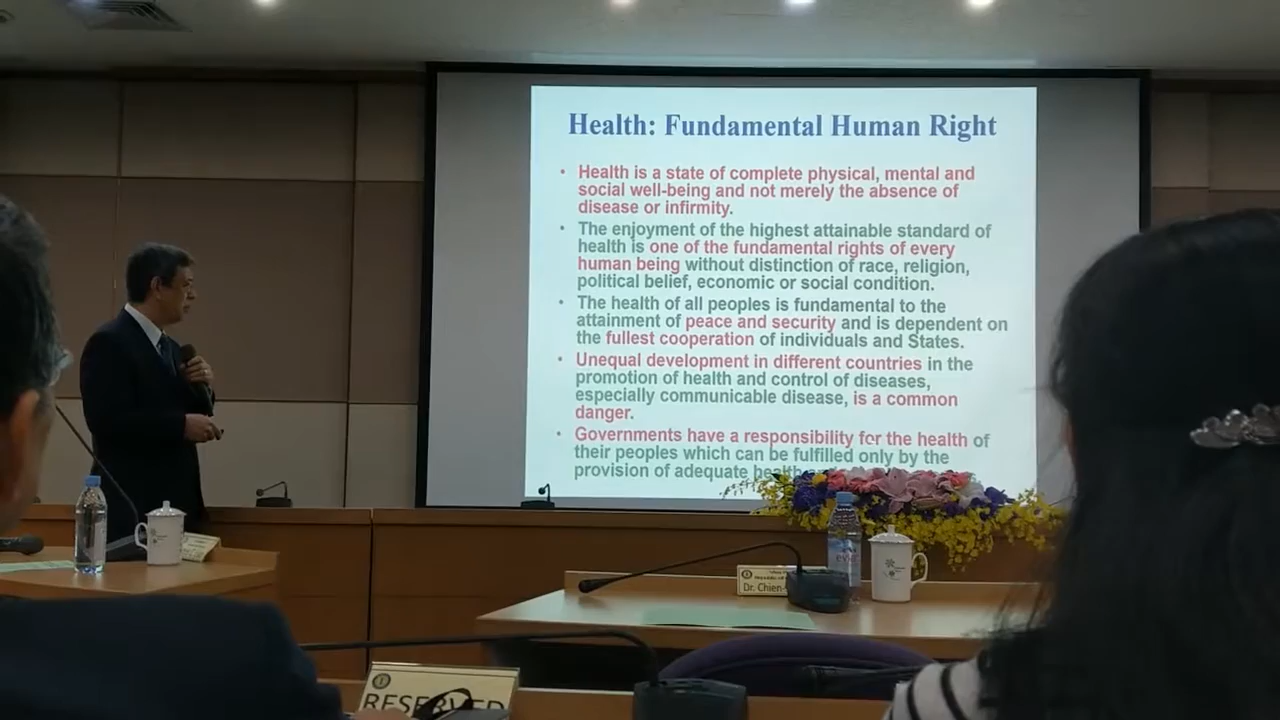 Health: Fundamental Human Right
• Health is a state of complete physical, mental and
social well-being and not merely the absence of
disease or infirmity.
• The enjoyment of the highest attainable standard of
health is one of the fundamental rights of every
human being without distinction of race, religion,
political belief, economic or social condition.
• The health of all peoples is fundamental to the
attainment of peace and security and is dependent on
the fullest cooperation of individuals and States.
• Unequal development in different countries in the
promotion of health and control of diseases,
especially communicable disease, is a common
danger.
• Governments have a responsibility for the health of
their peoples which can be fulfilled only by the
provision of adequate health
Dr. Chien-
RESERVED